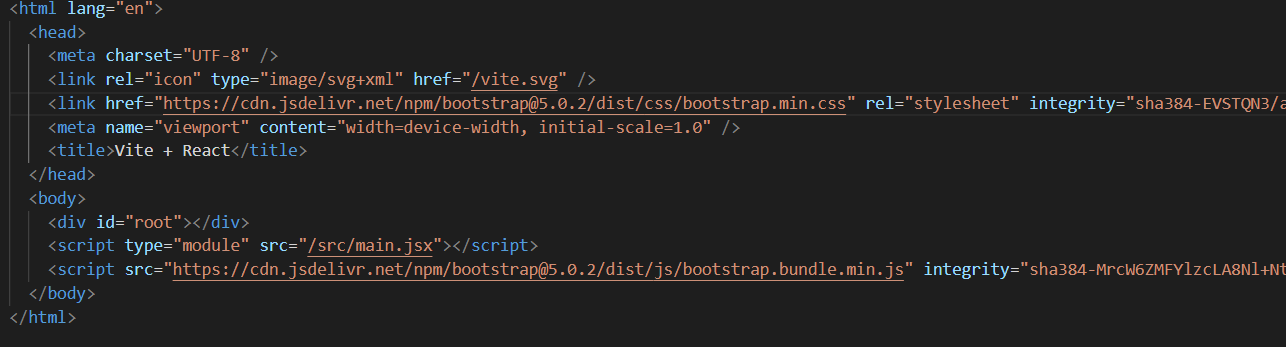 <html lang="en">
<head>
<meta charset="UTF-8" />
<link rel="icon" type="image/svg+xml" href="/vite.svg" />
<link href="https://cdn.jsdelivr.net/npm/bootstrap@5.0.2/dist/css/bootstrap.min.css" rel="stylesheet" integrity="sha384-EVSTQN3/a
<meta name="viewport" content="width=device-width, initial-scale=1.0" />
<title>Vite + React</title>
</head>
<body>
<div id="root"></div>
<script type="module" src="/src/main.jsx"></script>
<script src="https://cdn.jsdelivr.net/npm/bootstrap@5.0.2/dist/js/bootstrap.bundle.min.js" integrity="sha384-MrcW6ZMFYlzcLA8Nl+Nt
</body>
</html>